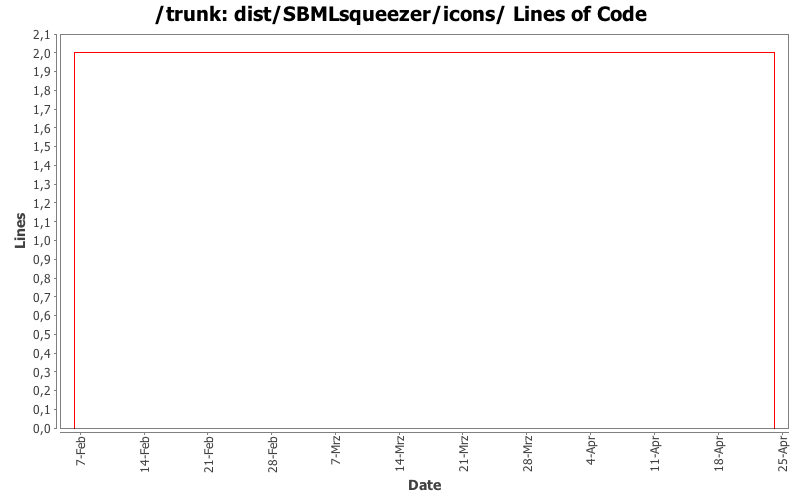 /trunk: dist/SBMLsqueezer/icons/ Lines of Code
2,1
2,0
1,9
1,8
1,7
1,6
1,5
1,4
1,3
1,2
1,1
1,0
0,9
0,8
0,7
0,6
0,5
0,4
0,3
0,2
0,1
0,0
Lines
7-Feb
14-Feb
21-Feb
28-Feb
7-Mrz
14-Mrz
21-Mrz
28-Mrz
4-Apr
11-Apr
18-Apr
25-Apr
Date